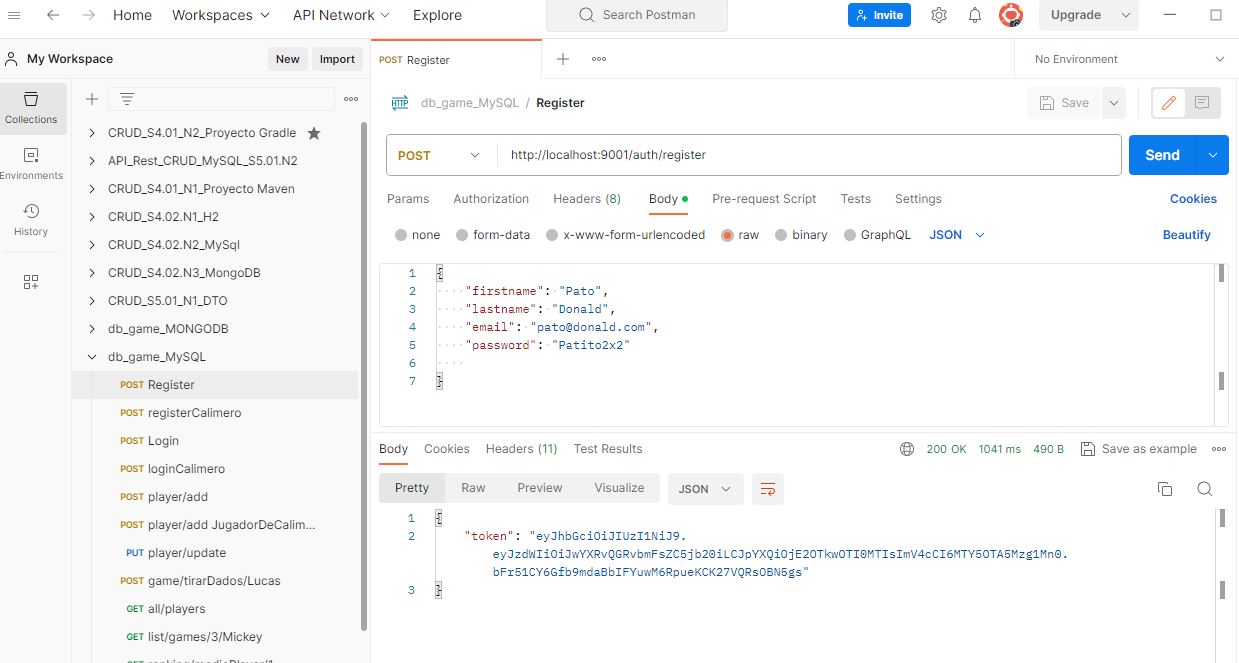 Home Workspaces API Network Explore Search Postman Invite Upgrade
My Workspace New Import POST Register No Environment
Collections
Environments
History
CRUD_S4.01_N2_Proyecto Gradle
API_Rest_CRUD_MySQL_S5.01.N2
CRUD_S4.01_N1_Proyecto Maven
CRUD_S4.02.N1_H2
CRUD_S4.02.N2_MySql
CRUD_S4.02.N3_MongoDB
CRUD_S5.01_N1_DTO
db_game_MONGODB
db_game_MySQL
POST Register
POST registerCalimero
POST Login
POST loginCalimero
POST player/add
POST player/add JugadorDeCalim...
PUT player/update
POST game/tirarDados/Lucas
GET all/players
GET list/games/3/Mickey
HTTP db_game_MySQL / Register Save
POST http://localhost:9001/auth/register Send
Params Authorization Headers (8) Body Pre-request Script Tests Settings Cookies
none form-data x-www-form-urlencoded raw binary GraphQL JSON Beautify
1 {
2 "firstname": "Pato",
3 "lastname": "Donald",
4 "email": "pato@donald.com",
5 "password": "Patito2x2"
6
7 }
Body Cookies Headers (11) Test Results 200 OK 1041 ms 490 B Save as example
Pretty Raw Preview Visualize JSON
1 {
2 "token": "eyJhbGciOiJIUzI1NiJ9.
eyJzdWIiOiJwYXRvQGRvbmFsZC5jb20iLCJpYXQiOjE2OTkwOTI0MTIsImV4cCI6MTY5OTA5Mzg1Mn0.
bFr51CY6Gfb9mdaBbIFYuwM6RpueKCK27VQRsOBN5gs"
3 }